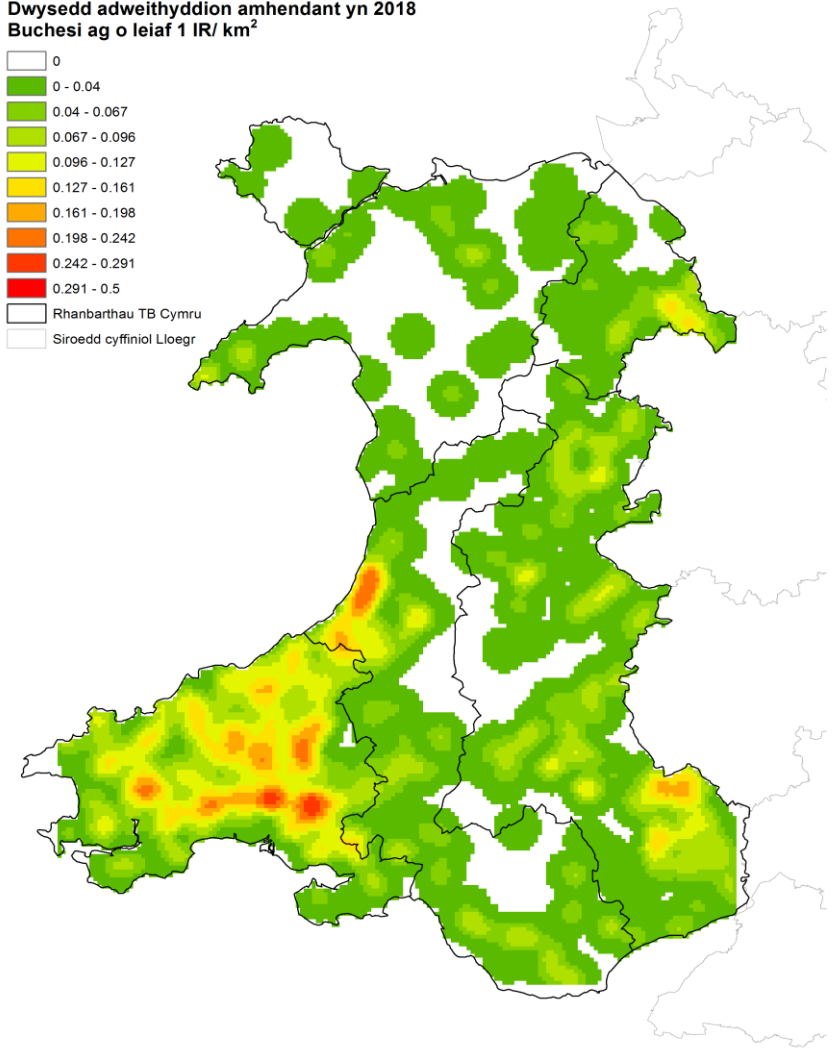 Dwysedd adweithyddion amhendant yn 2018
Buchesi ag o leiaf 1 IR/ km²
0
0 - 0.04
0.04 - 0.067
0.067 - 0.096
0.096 - 0.127
0.127 - 0.161
0.161 - 0.198
0.198 - 0.242
0.242 - 0.291
0.291 - 0.5
Rhanbarthau TB Cymru
Siroedd cyffiniol Lloegr